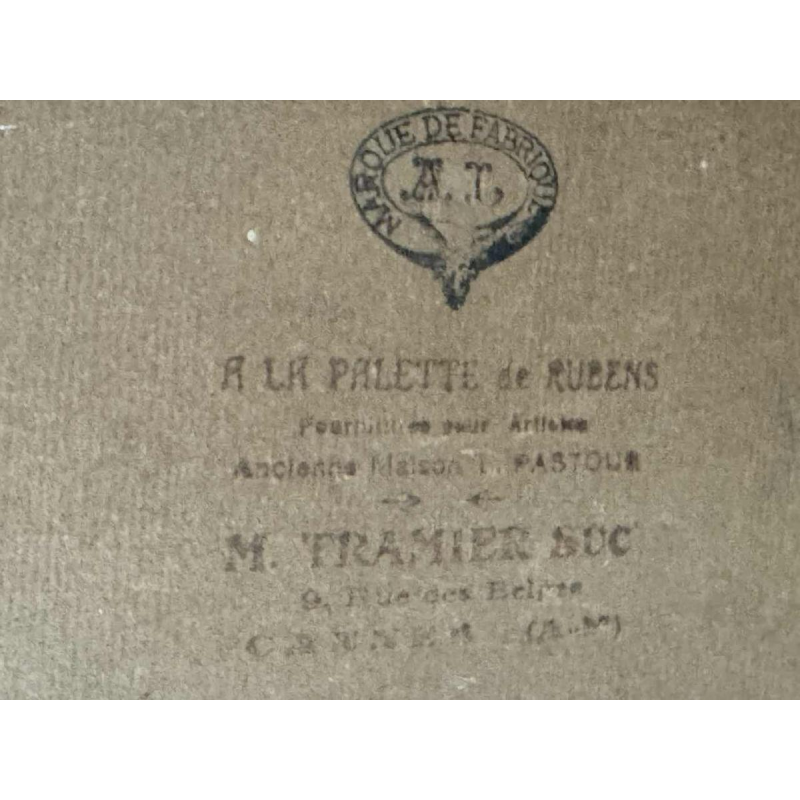 MARQUE DE FABRIQUE
A LA PALETTE de RUBENS
Fournitures pour Artistes
Ancienne Maison PASTOUR
M. TRAMIER SUC
9, Rue des Belges
CANNES (A.-M.)